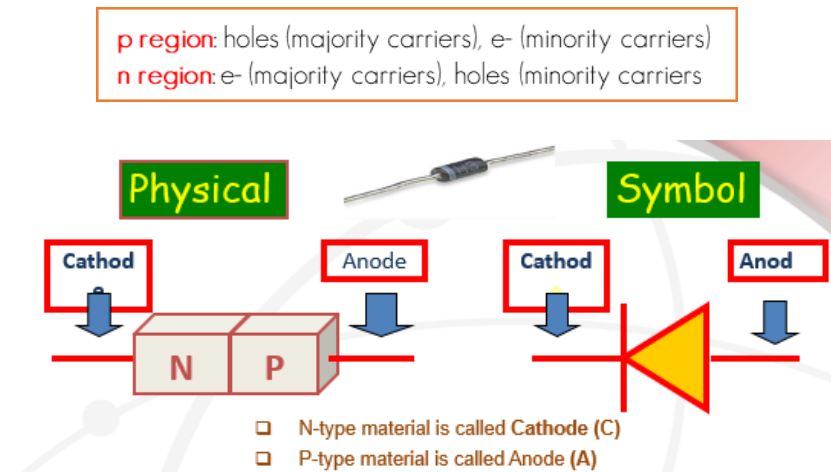 p region: holes (majority carriers), e- (minority carriers)
n region: e- (majority carriers), holes (minority carriers
Physical
Symbol
Cathod
Anode
Cathod
Anod
N
P
❑ N-type material is called Cathode (C)
❑ P-type material is called Anode (A)